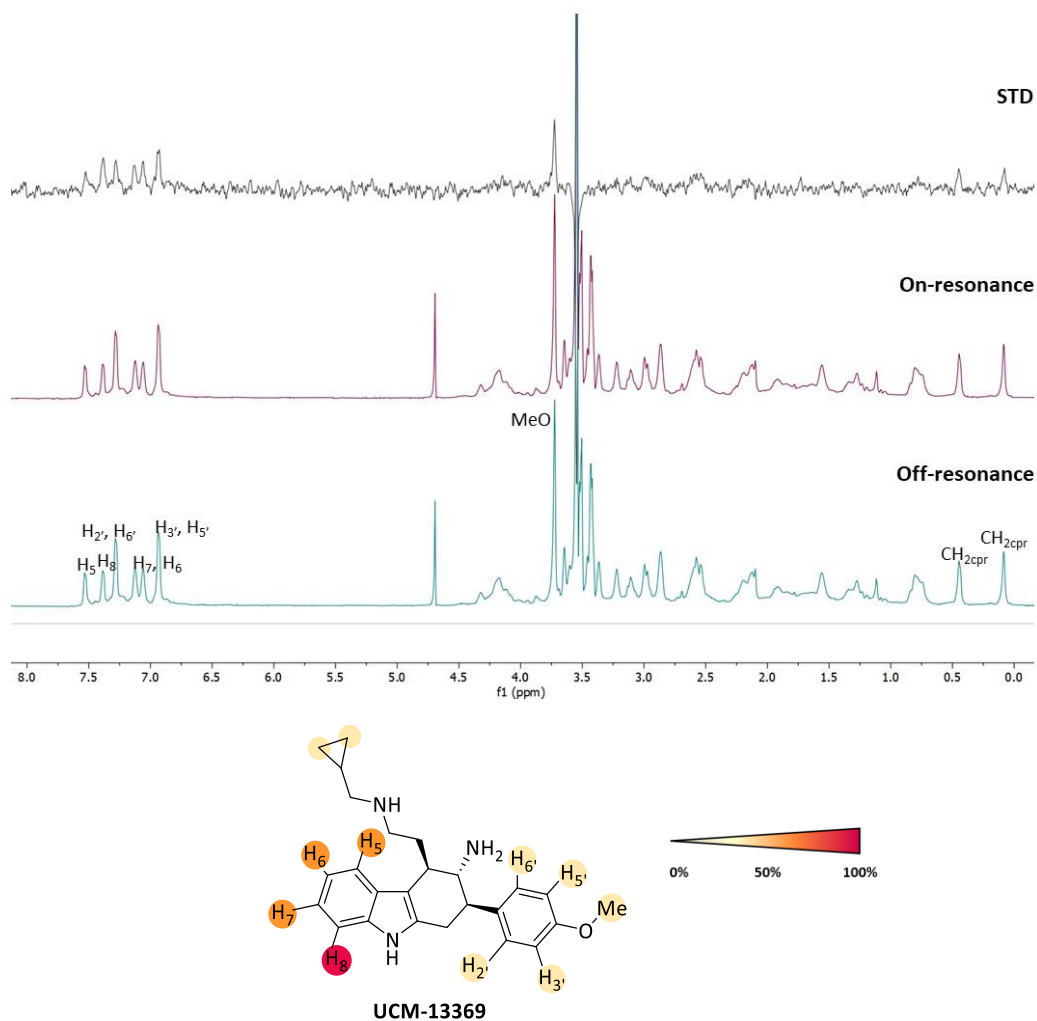 STD
On-resonance
MeO
Off-resonance
H2', H6' H3', H5'
H5 H8 H7, H6
CH2cpr CH2cpr
8.0 7.5 7.0 6.5 6.0 5.5 5.0 4.5 4.0 3.5 3.0 2.5 2.0 1.5 1.0 0.5 0.0
f1 (ppm)
NH
H5 NH2
H6 H6' H5'
H7 Me
O
N
H
H8 H2' H3'
0% 50% 100%
UCM-13369